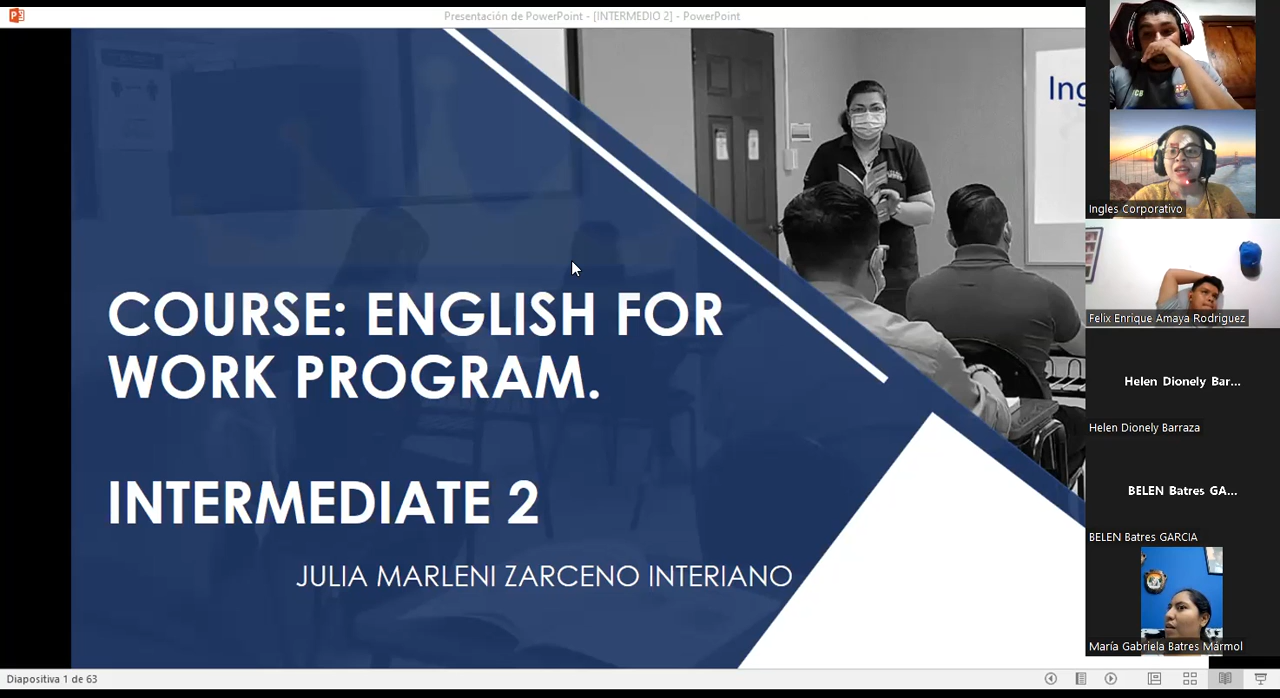 Presentación de PowerPoint - [INTERMEDIO 2] - PowerPoint
Ing
COURSE: ENGLISH FOR
WORK PROGRAM.
INTERMEDIATE 2
JULIA MARLENI ZARCENO INTERIANO
Ingles Corporativo
Felix Enrique Amaya Rodriguez
Helen Dionely Bar...
Helen Dionely Barraza
BELEN Batres GA...
BELEN Batres GARCIA
María Gabriela Batres Mármol
Diapositiva 1 de 63